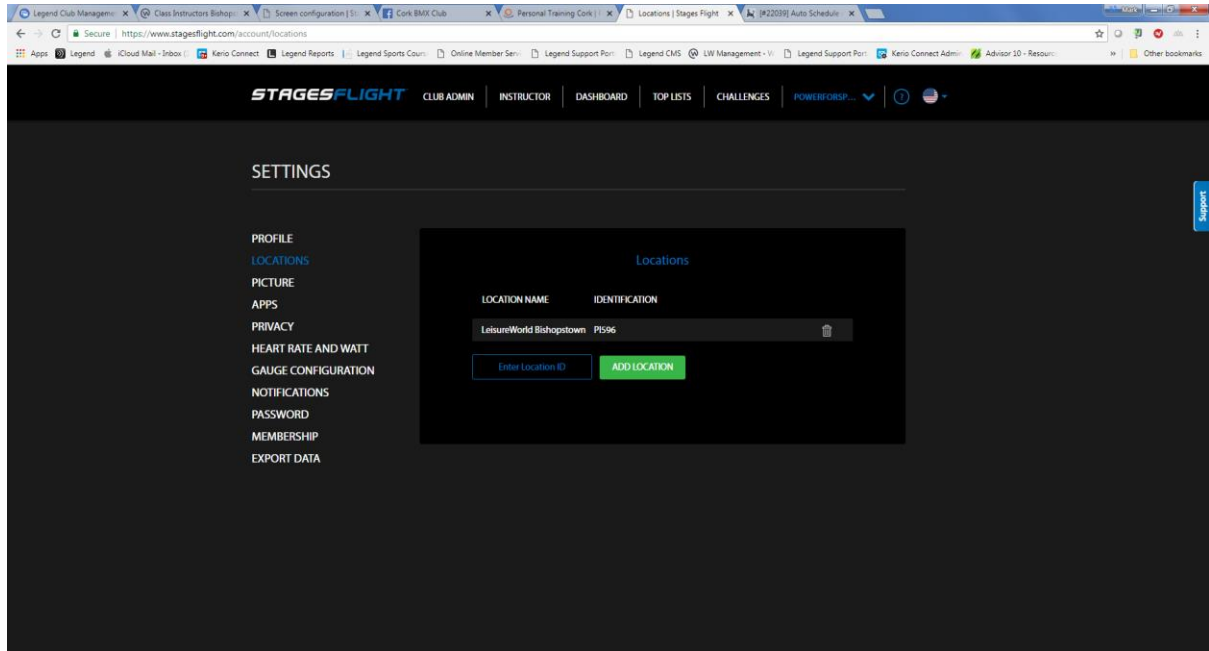 Legend Club Manageme
Class Instructors Bishop
Screen configuration | St
Cork BMX Club
Personal Training Cork |
Locations | Stages Flight
[#22039] Auto Schedule
Mark
Secure | https://www.stagesflight.com/account/locations
Apps Legend iCloud Mail - Inbox ( Kerio Connect Legend Reports Legend Sports Cours Online Member Serv Legend Support Port Legend CMS LW Management - V Legend Support Port Kerio Connect Admin Advisor 10 - Resourc » Other bookmarks
STAGESFLIGHT CLUB ADMIN INSTRUCTOR DASHBOARD TOP LISTS CHALLENGES POWERFORSP... ?
SETTINGS
Support
PROFILE
LOCATIONS
PICTURE
APPS
PRIVACY
HEART RATE AND WATT
GAUGE CONFIGURATION
NOTIFICATIONS
PASSWORD
MEMBERSHIP
EXPORT DATA
Locations
LOCATION NAME IDENTIFICATION
LeisureWorld Bishopstown PI596
Enter Location ID ADD LOCATION